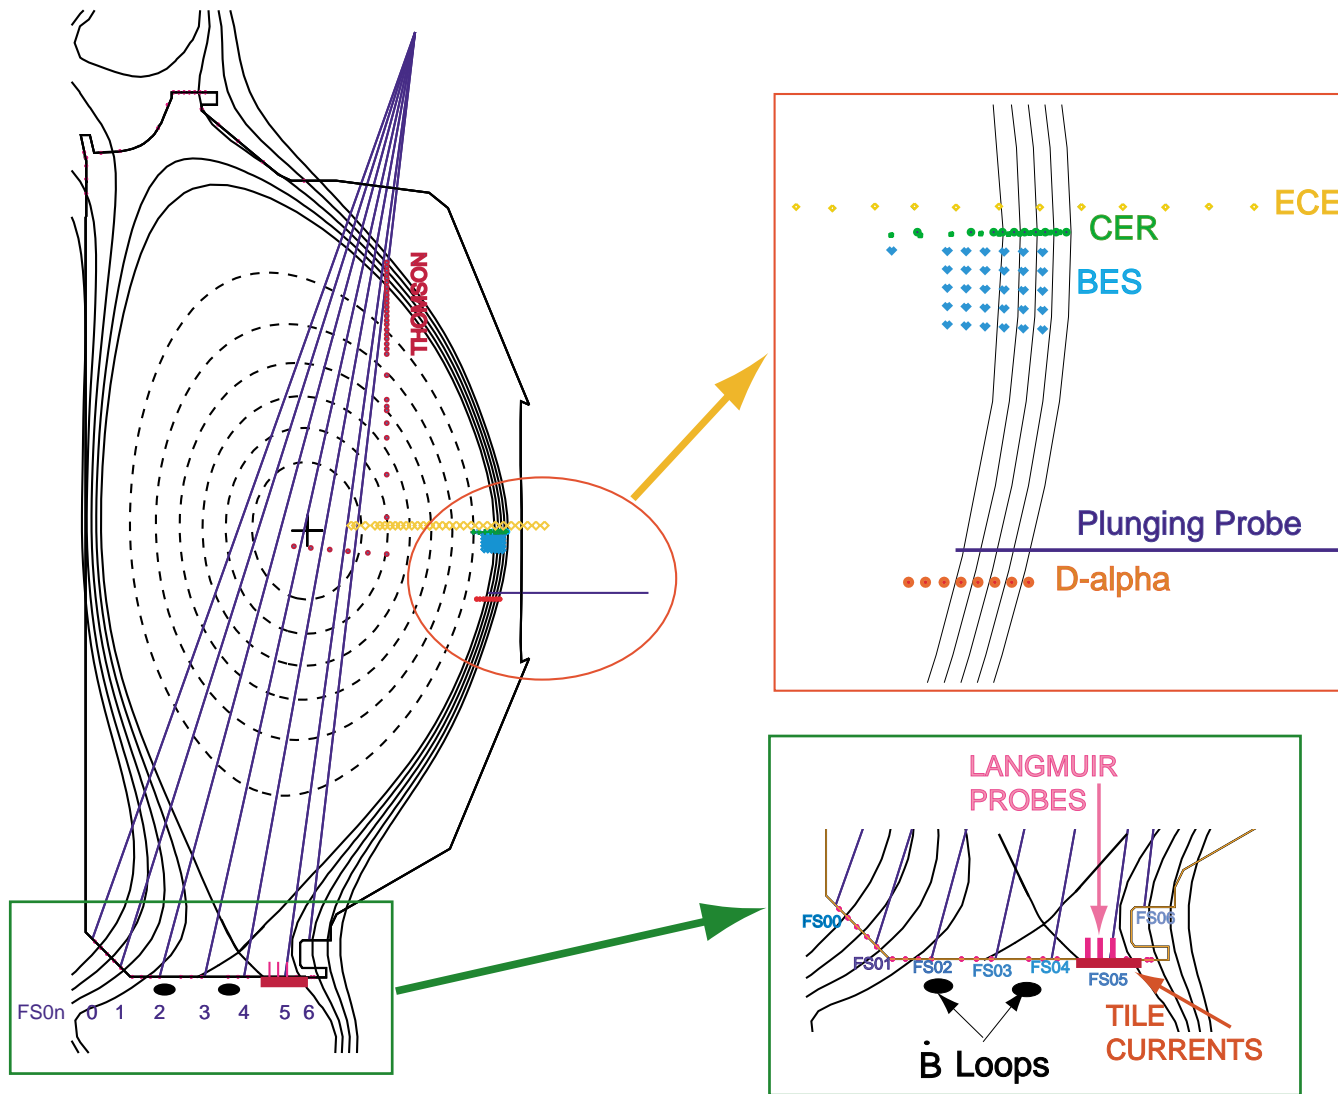 THOMSON
FS0n 0 1 2 3 4 5 6
ECE
CER
BES
Plunging Probe
D-alpha
LANGMUIR
PROBES
FS00
FS06
FS01
FS02
FS03
FS04
FS05
TILE
CURRENTS
Ḃ Loops